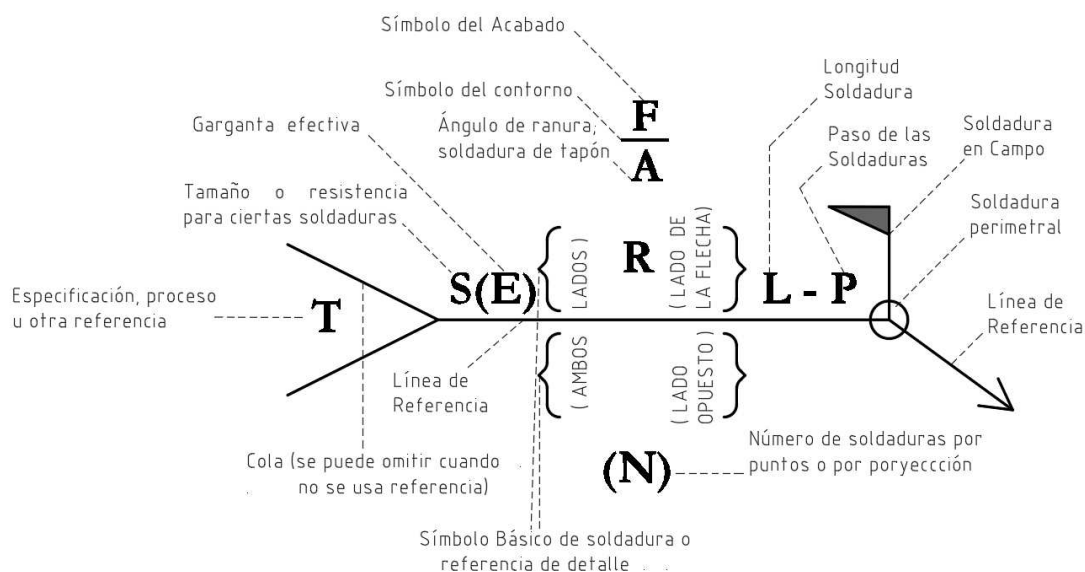 Símbolo del Acabado
Símbolo del contorno
Garganta efectiva
Ángulo de ranura,
soldadura de tapón
F
A
Longitud
Soldadura
Paso de las
Soldaduras
Soldadura
en Campo
Tamaño o resistencia
para ciertas soldaduras
Soldadura
perimetral
Especificación, proceso
u otra referencia
T
S(E)
LADOS )
R
(LADO DE
LA FLECHA)
L - P
Línea de
Referencia
Línea de
Referencia
( AMBOS
(LADO
OPUESTO )
Cola (se puede omitir cuando .
. no se usa referencia)
(N)
Número de soldaduras por
puntos o por poryeccción
Símbolo Básico de soldadura o
referencia de detalle . .